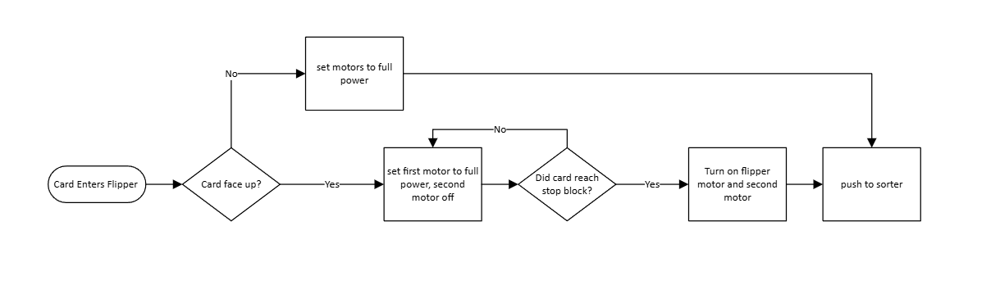 set motors to full
power
No
No
Card Enters Flipper
Card face up?
Yes
set first motor to full
power, second
motor off
Did card reach
stop block?
Yes
Turn on flipper
motor and second
motor
push to sorter